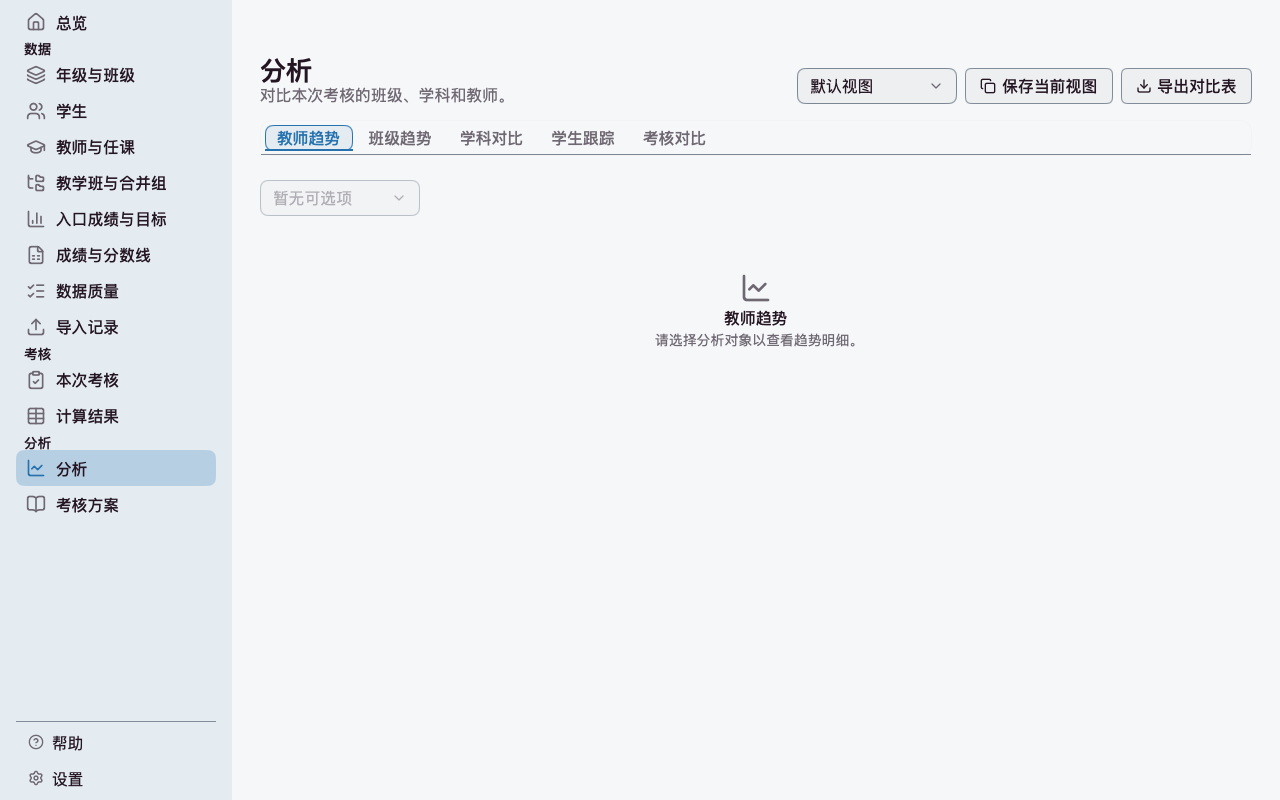 总览
数据
年级与班级
学生
教师与任课
教学班与合并组
入口成绩与目标
成绩与分数线
数据质量
导入记录
考核
本次考核
计算结果
分析
分析
考核方案
帮助
设置
分析
对比本次考核的班级、学科和教师。
默认视图
保存当前视图
导出对比表
教师趋势 班级趋势 学科对比 学生跟踪 考核对比
暂无可选项
教师趋势
请选择分析对象以查看趋势明细。